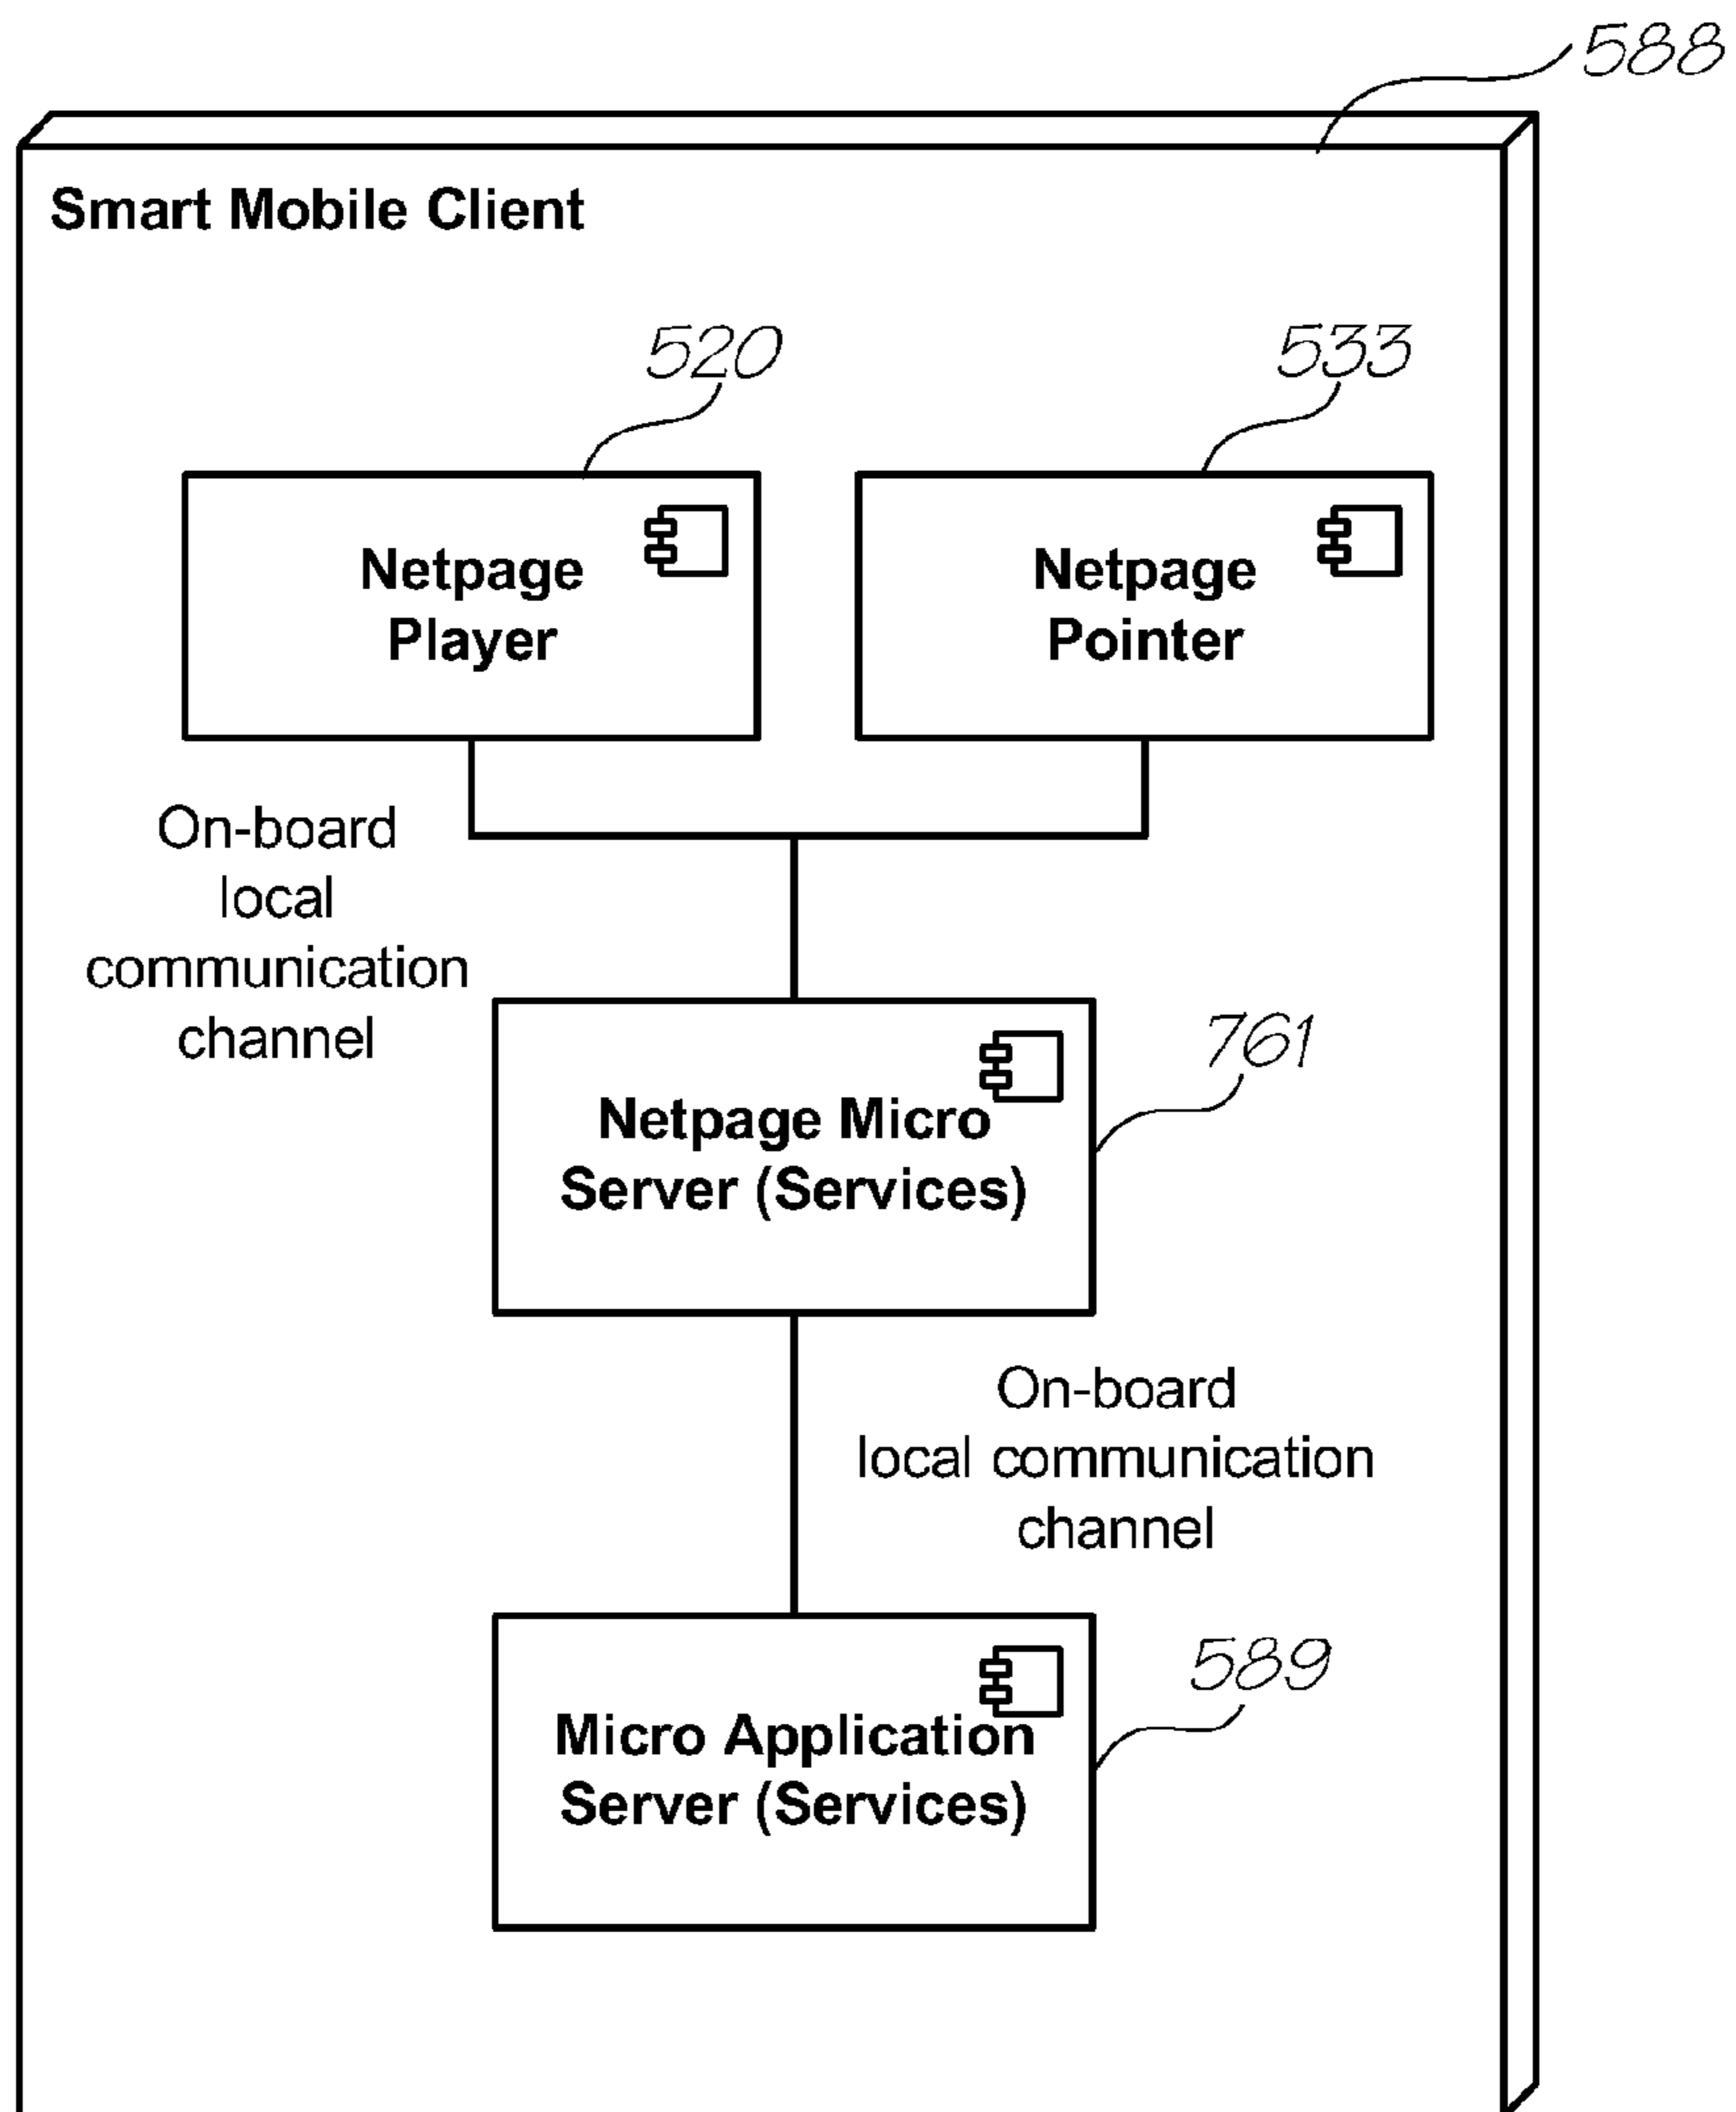 588
Smart Mobile Client
520
533
Netpage
Player
Netpage
Pointer
On-board
local
communication
channel
761
Netpage Micro
Server (Services)
On-board
local communication
channel
589
Micro Application
Server (Services)